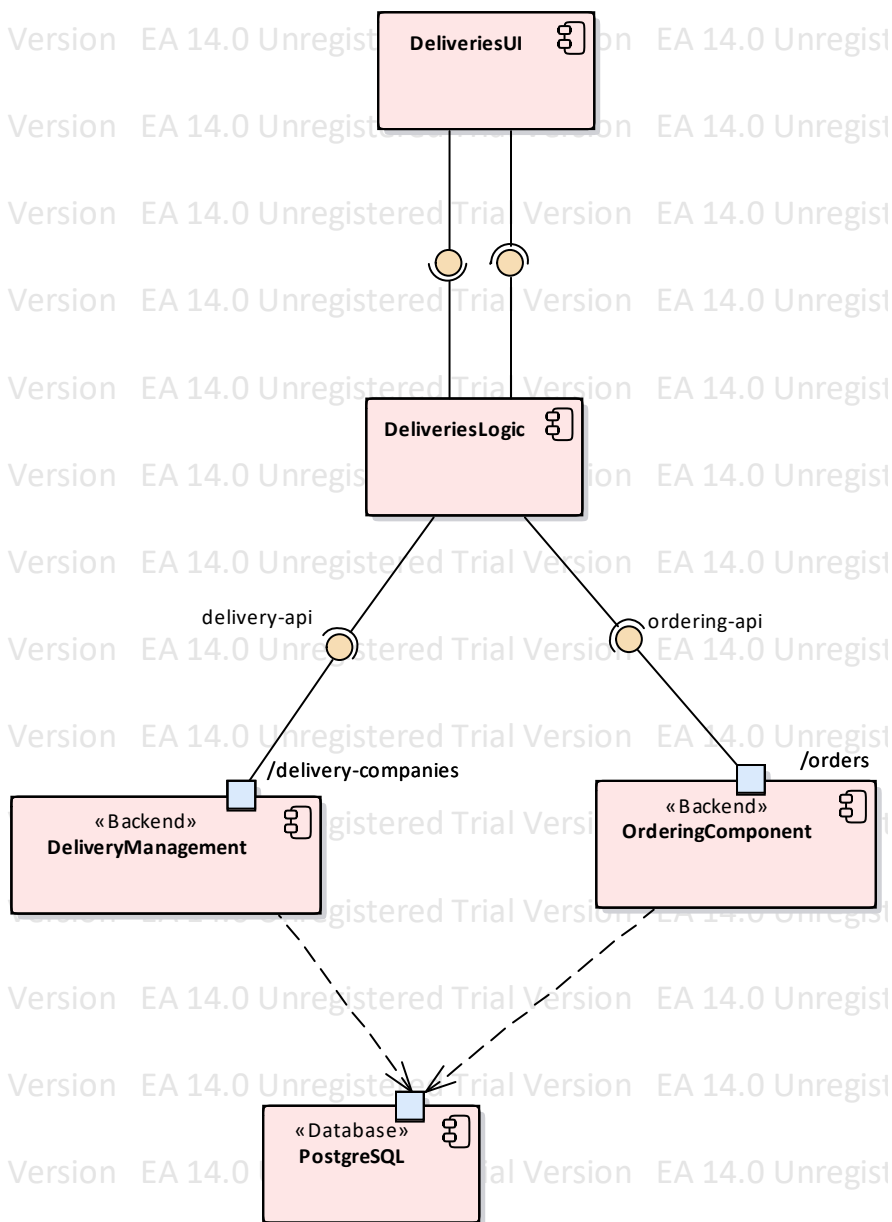 DeliveriesUI
DeliveriesLogic
delivery-api
ordering-api
/delivery-companies
/orders
«Backend»
DeliveryManagement
«Backend»
OrderingComponent
«Database»
PostgreSQL
Version EA 14.0 Unregistered Trial Version EA 14.0 Unregist